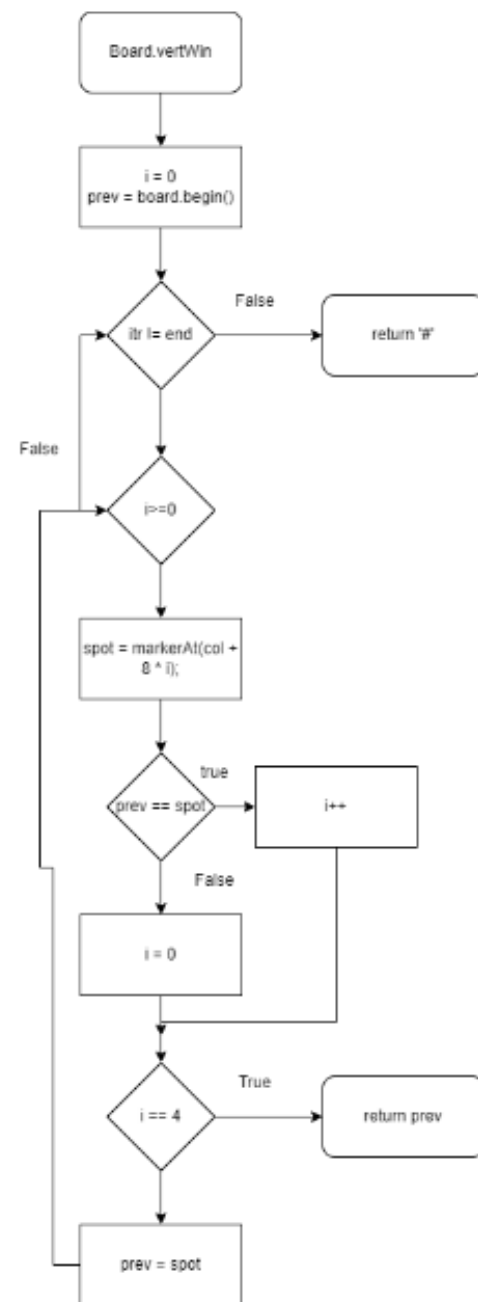 Board.vertWin
i = 0
prev = board.begin()
itr != end
False
return '#'
False
i>=0
spot = markerAt(col +
8 * i);
prev == spot
true
i++
False
i = 0
i == 4
True
return prev
prev = spot